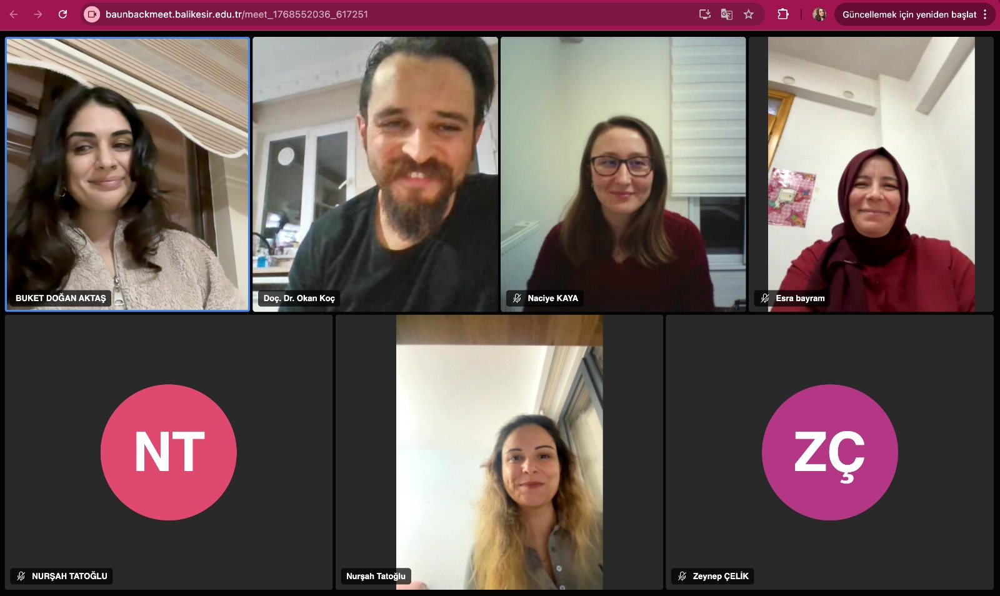 baunbackmeet.balikesir.edu.tr/meet_1768552036_617251
Güncellemek için yeniden başlat
BUKET DOĞAN AKTAŞ
Doç. Dr. Okan Koç
Naciye KAYA
Esra bayram
NT
ZÇ
NURŞAH TATOĞLU
Nurşah Tatoğlu
Zeynep ÇELİK